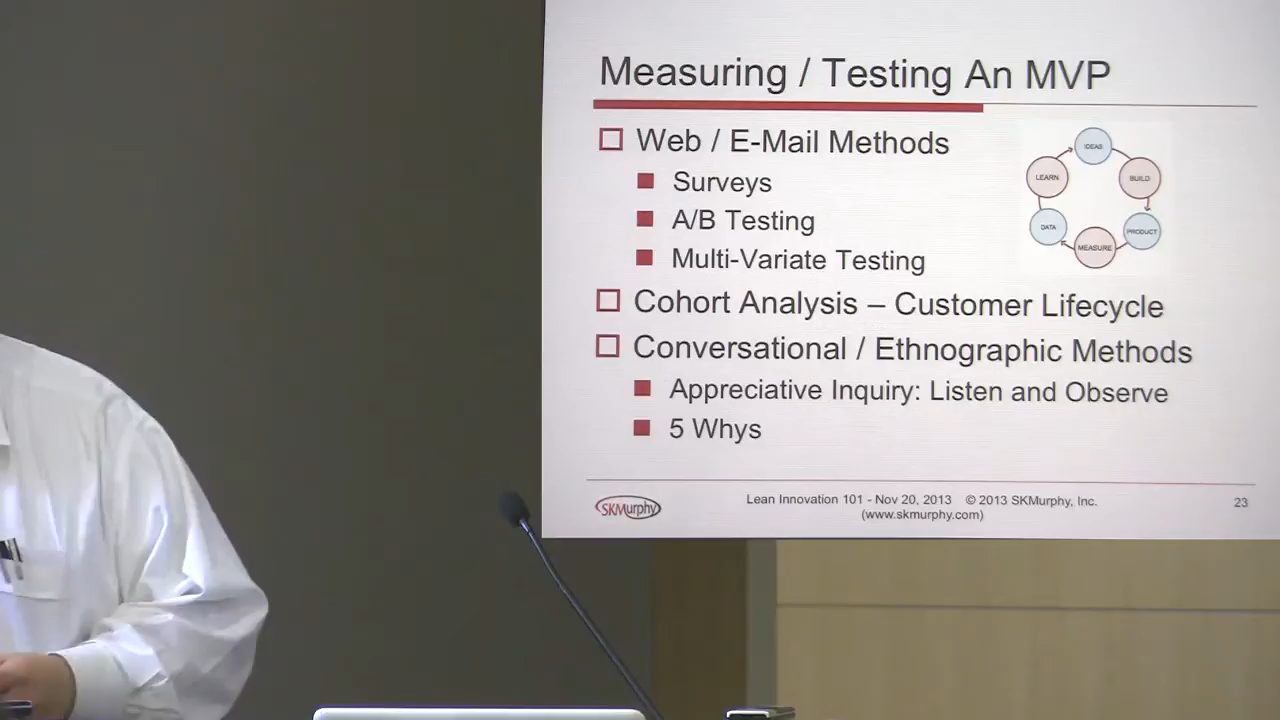 Measuring / Testing An MVP
Web / E-Mail Methods
Surveys
A/B Testing
Multi-Variate Testing
IDEAS
BUILD
PRODUCT
MEASURE
DATA
LEARN
Cohort Analysis – Customer Lifecycle
Conversational / Ethnographic Methods
Appreciative Inquiry: Listen and Observe
5 Whys
SKMurphy
Lean Innovation 101 - Nov 20, 2013 © 2013 SKMurphy, Inc.
(www.skmurphy.com)
23